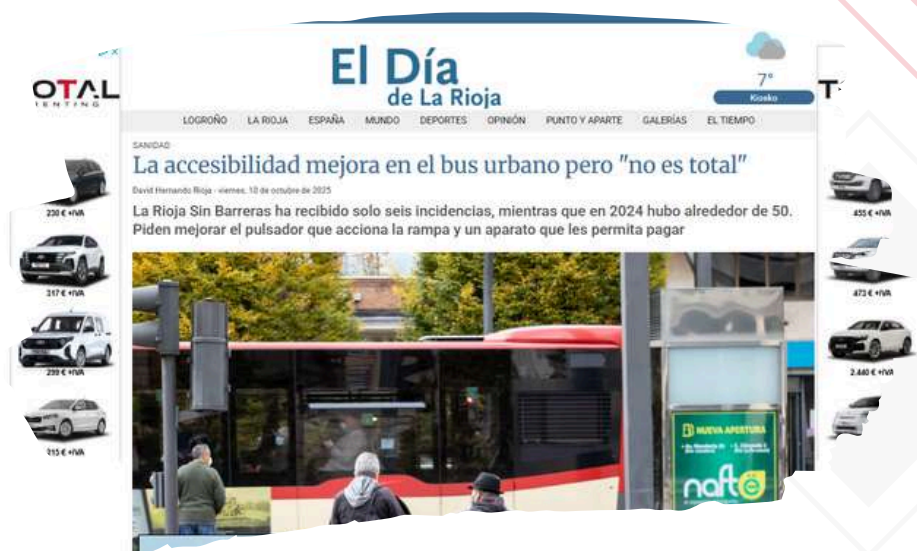 El Día
de La Rioja
7°
Kiosko
OTAL
RENTING
LOGROÑO LA RIOJA ESPAÑA MUNDO DEPORTES OPINIÓN PUNTO Y APARTE GALERÍAS EL TIEMPO
SANIDAD
La accesibilidad mejora en el bus urbano pero "no es total"
David Hernando Rioja - viernes, 10 de octubre de 2025
La Rioja Sin Barreras ha recibido solo seis incidencias, mientras que en 2024 hubo alrededor de 50.
Piden mejorar el pulsador que acciona la rampa y un aparato que les permita pagar
230 € +IVA
317 € +IVA
299 € +IVA
315 € +IVA
455 € +IVA
473 € +IVA
2.440 € +IVA
NUEVA APERTURA
nafte